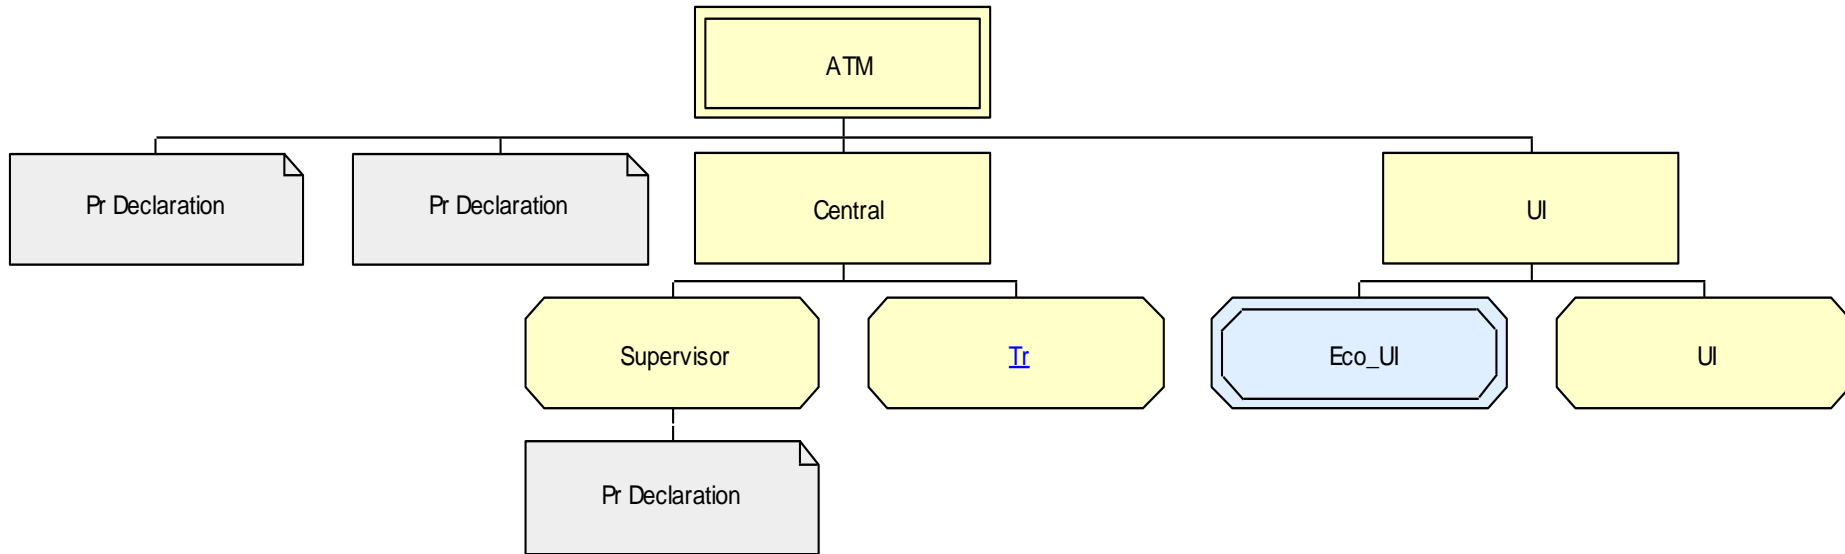 ATM
Pr Declaration
Pr Declaration
Central
UI
Supervisor
Tr
Eco_UI
UI
Pr Declaration